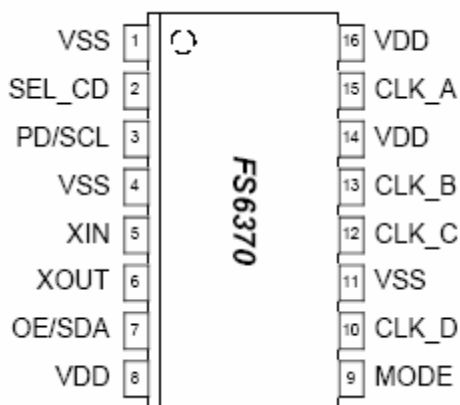 VSS 1 16 VDD
SEL_CD 2 15 CLK_A
PD/SCL 3 14 VDD
VSS 4 13 CLK_B
XIN 5 12 CLK_C
XOUT 6 11 VSS
OE/SDA 7 10 CLK_D
VDD 8 9 MODE
FS6370